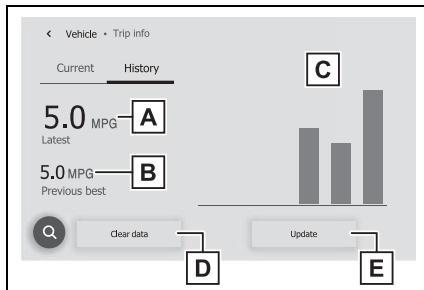 Vehicle • Trip info
Current History
C
5.0 MPG A
Latest
5.0 MPG B
Previous best
Clear data Update
D E